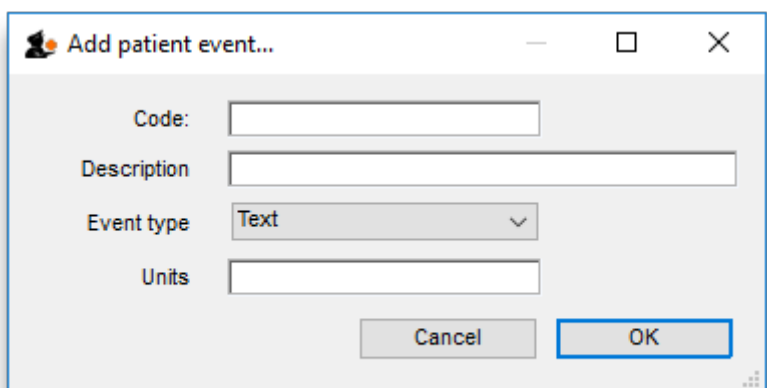 Add patient event...
Code:
Description
Event type Text
Units
Cancel OK